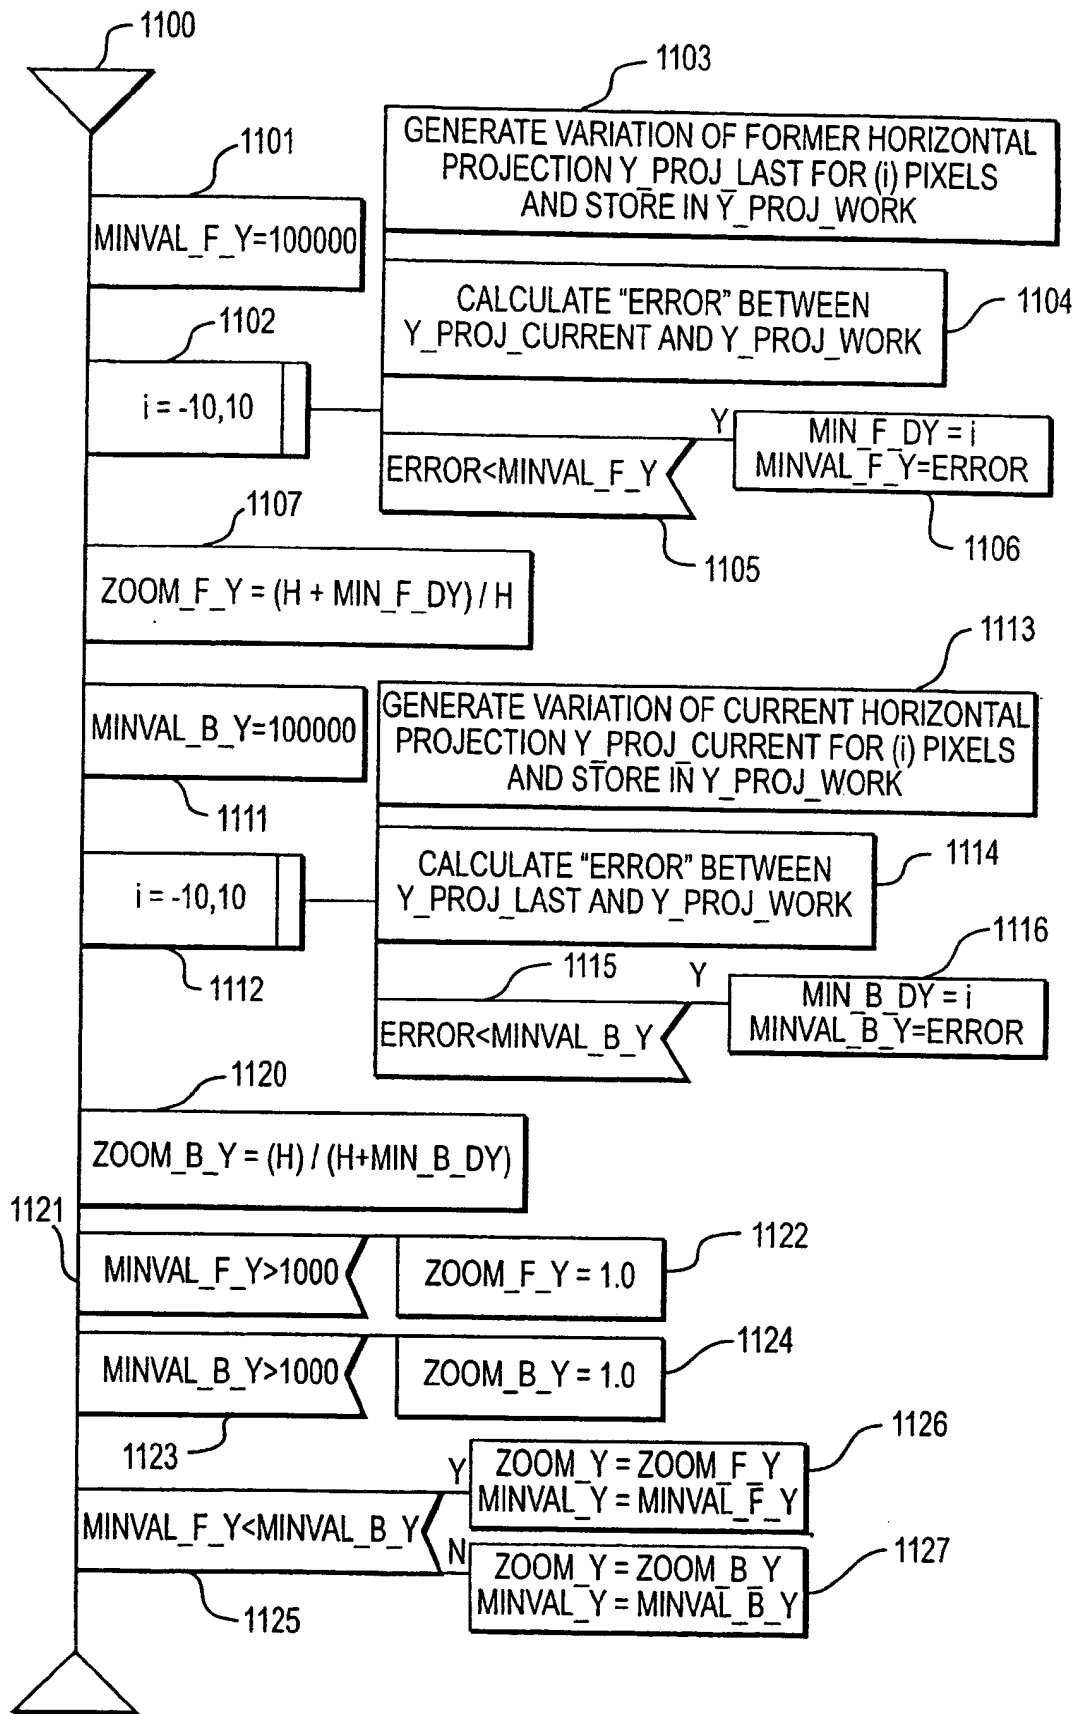 1100
1103
GENERATE VARIATION OF FORMER HORIZONTAL
PROJECTION Y_PROJ_LAST FOR (i) PIXELS
AND STORE IN Y_PROJ_WORK
1101
MINVAL_F_Y=100000
CALCULATE "ERROR" BETWEEN
Y_PROJ_CURRENT AND Y_PROJ_WORK
1104
1102
i = -10,10
ERROR<MINVAL_F_Y
Y
MIN_F_DY = i
MINVAL_F_Y=ERROR
1105
1106
1107
ZOOM_F_Y = (H + MIN_F_DY) / H
1113
MINVAL_B_Y=100000
1111
GENERATE VARIATION OF CURRENT HORIZONTAL
PROJECTION Y_PROJ_CURRENT FOR (i) PIXELS
AND STORE IN Y_PROJ_WORK
CALCULATE "ERROR" BETWEEN
Y_PROJ_LAST AND Y_PROJ_WORK
1114
i = -10,10
1112
1115
ERROR<MINVAL_B_Y
Y
1116
MIN_B_DY = i
MINVAL_B_Y=ERROR
1120
ZOOM_B_Y = (H) / (H+MIN_B_DY)
1121
MINVAL_F_Y>1000
ZOOM_F_Y = 1.0
1122
MINVAL_B_Y>1000
ZOOM_B_Y = 1.0
1124
1123
MINVAL_F_Y<MINVAL_B_Y
Y
ZOOM_Y = ZOOM_F_Y
MINVAL_Y = MINVAL_F_Y
1126
N
ZOOM_Y = ZOOM_B_Y
MINVAL_Y = MINVAL_B_Y
1127
1125